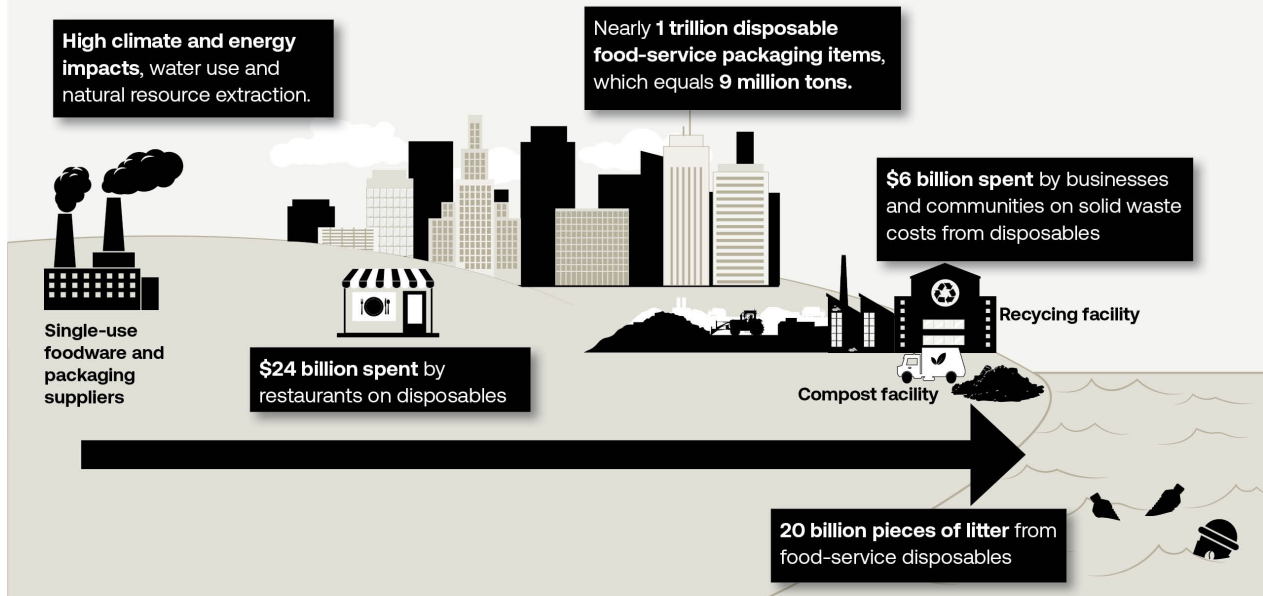 High climate and energy
impacts, water use and
natural resource extraction.
Nearly 1 trillion disposable
food-service packaging items,
which equals 9 million tons.
$6 billion spent by businesses
and communities on solid waste
costs from disposables
Single-use
foodware and
packaging
suppliers
$24 billion spent by
restaurants on disposables
Recycing facility
Compost facility
20 billion pieces of litter from
food-service disposables